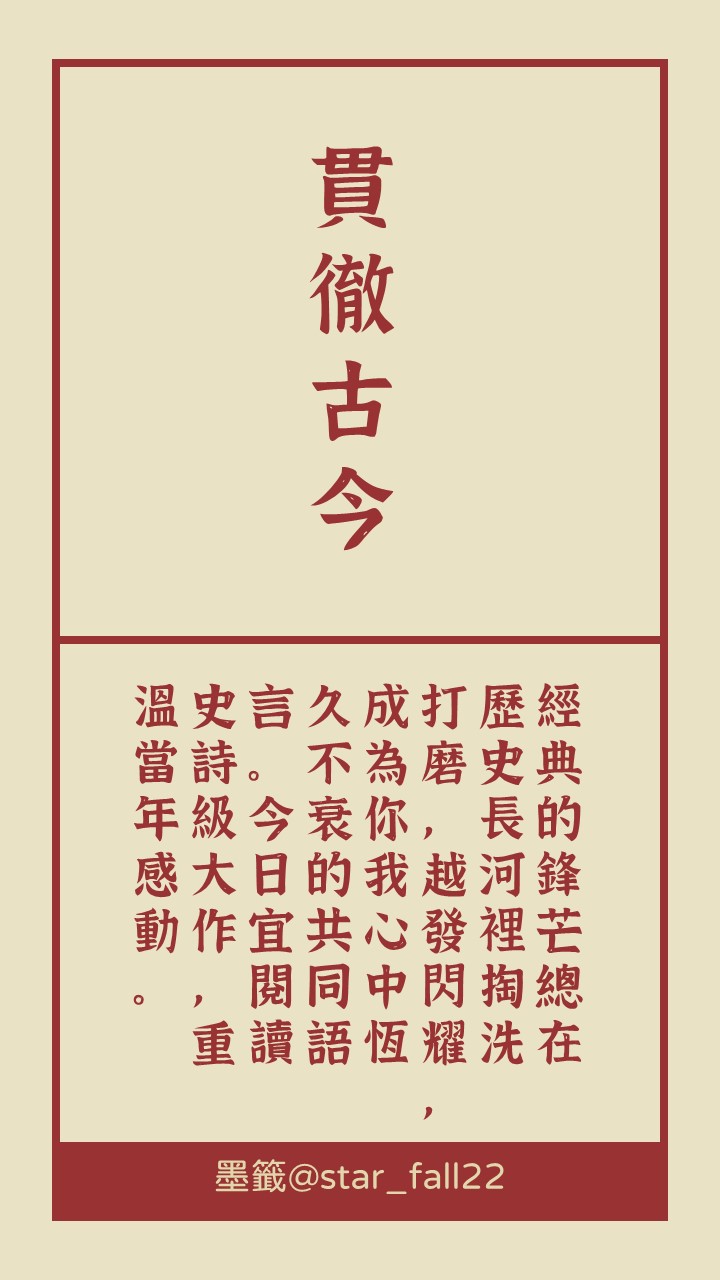 貫徹古今
經典的鋒芒總在
歷史長河裡掏洗
打磨，越發閃耀，
成為你我心中恆
久不衰的共同語
言。今日宜閱讀
史詩級大作，重
溫當年感動。
墨籤@star_fall22